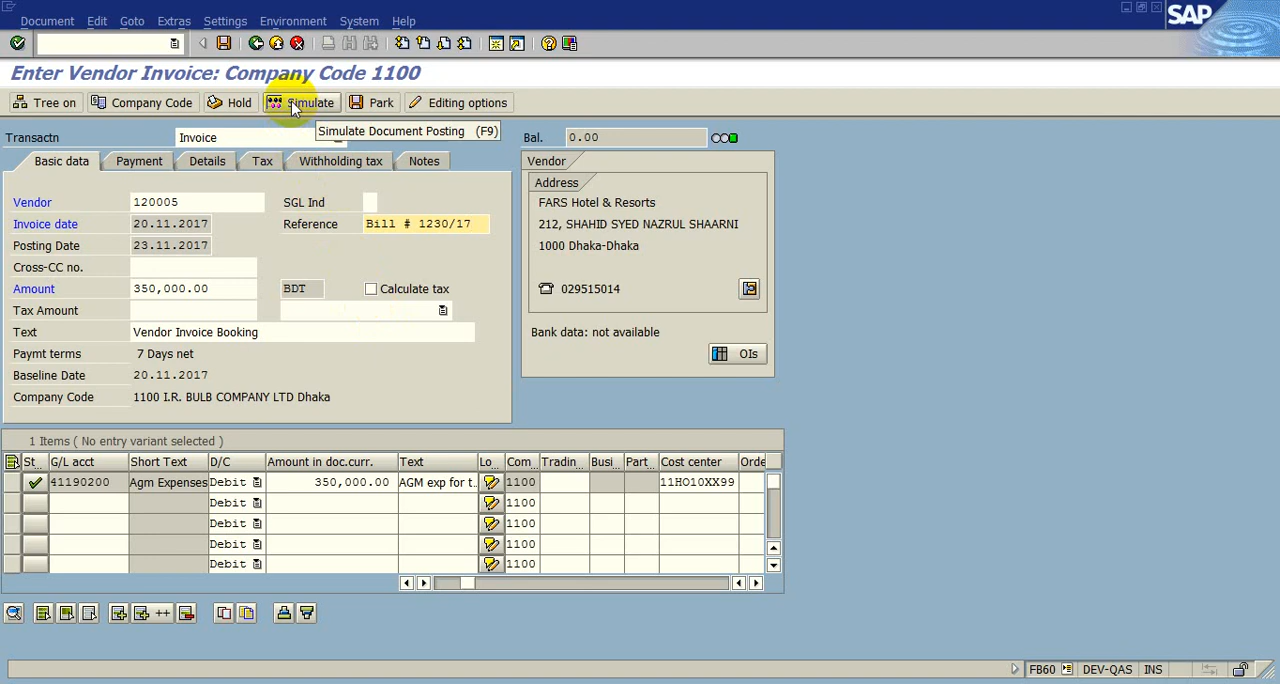 Document Edit Goto Extras Settings Environment System Help
SAP
Enter Vendor Invoice: Company Code 1100
Tree on Company Code Hold Simulate Park Editing options
Simulate Document Posting (F9)
Transactn Invoice Bal. 0.00
Basic data Payment Details Tax Withholding tax Notes
Vendor 120005 SGL Ind
Invoice date 20.11.2017 Reference Bill # 1230/17
Posting Date 23.11.2017
Cross-CC no.
Amount 350,000.00 BDT Calculate tax
Tax Amount
Text Vendor Invoice Booking
Paymt terms 7 Days net
Baseline Date 20.11.2017
Company Code 1100 I.R. BULB COMPANY LTD Dhaka
Vendor
Address
FARS Hotel & Resorts
212, SHAHID SYED NAZRUL SHAARNI
1000 Dhaka-Dhaka
029515014
Bank data: not available
OIs
1 Items ( No entry variant selected )
St... G/L acct Short Text D/C Amount in doc.curr. Text Lo Com Tradin... Busi Part... Cost center Orde
41190200 Agm Expenses Debit 350,000.00 AGM exp for t... 1100 11HO10XX99
Debit 1100
Debit 1100
Debit 1100
Debit 1100
FB60 DEV-QAS INS